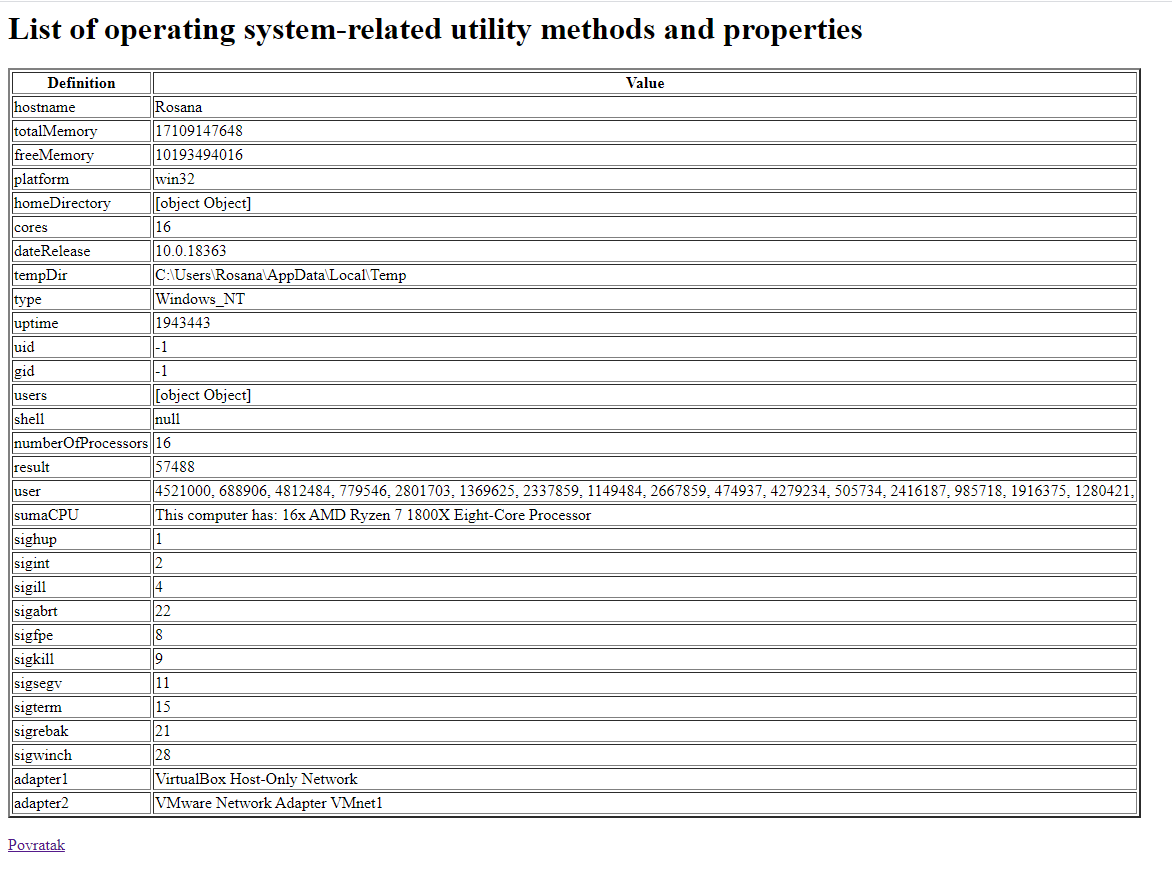 List of operating system-related utility methods and properties
Definition Value
hostname Rosana
totalMemory 17109147648
freeMemory 10193494016
platform win32
homeDirectory [object Object]
cores 16
dateRelease 10.0.18363
tempDir C:\Users\Rosana\AppData\Local\Temp
type Windows_NT
uptime 1943443
uid -1
gid -1
users [object Object]
shell null
numberOfProcessors 16
result 57488
user 4521000, 688906, 4812484, 779546, 2801703, 1369625, 2337859, 1149484, 2667859, 474937, 4279234, 505734, 2416187, 985718, 1916375, 1280421,
sumaCPU This computer has: 16x AMD Ryzen 7 1800X Eight-Core Processor
sighup 1
sigint 2
sigill 4
sigabrt 22
sigfpe 8
sigkill 9
sigsegv 11
sigterm 15
sigrebak 21
sigwinch 28
adapter1 VirtualBox Host-Only Network
adapter2 VMware Network Adapter VMnet1
Povratak